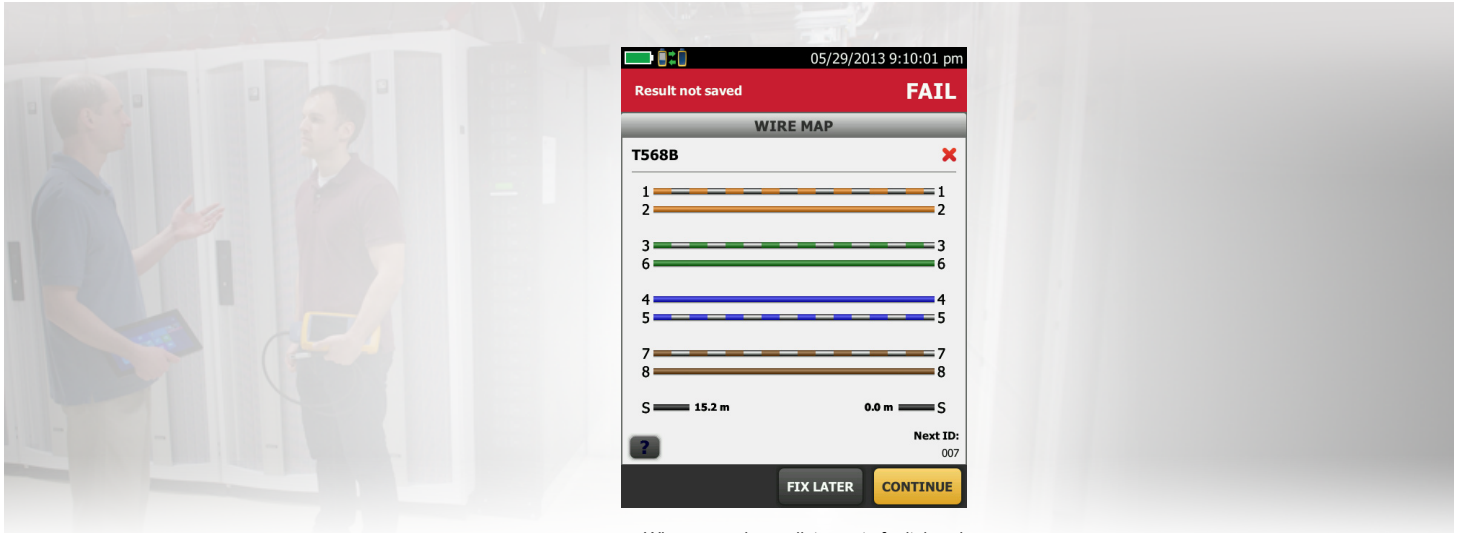 05/29/2013 9:10:01 pm
Result not saved FAIL
WIRE MAP
T568B
1 1
2 2
3 3
6 6
4 4
5 5
7 7
8 8
S 15.2 m 0.0 m S
Next ID:
? 007
FIX LATER CONTINUE